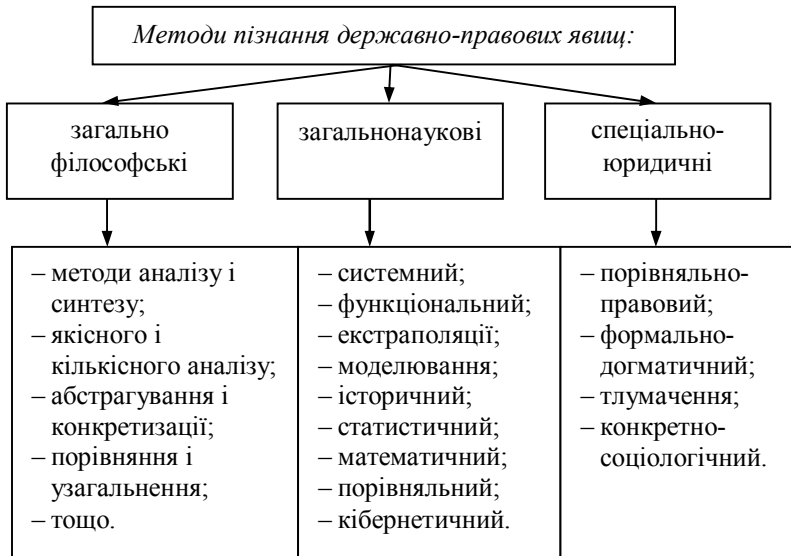 Методи пізнання державно-правових явищ:
загально
філософські
загальнонаукові
спеціально-
юридичні
– методи аналізу і
синтезу;
– якісного і
кількісного аналізу;
– абстрагування і
конкретизації;
– порівняння і
узагальнення;
– тощо.
– системний;
– функціональний;
– екстраполяції;
– моделювання;
– історичний;
– статистичний;
– математичний;
– порівняльний;
– кібернетичний.
– порівняльно-
правовий;
– формально-
догматичний;
– тлумачення;
– конкретно-
соціологічний.